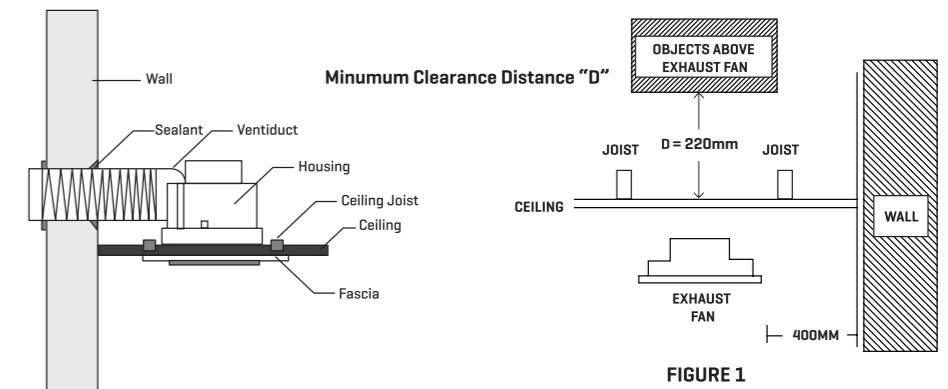 Wall
Sealant
Ventiduct
Housing
Ceiling Joist
Ceiling
Fascia
Minumum Clearance Distance "D"
OBJECTS ABOVE
EXHAUST FAN
JOIST
D = 220mm
JOIST
CEILING
WALL
EXHAUST
FAN
400MM
FIGURE 1